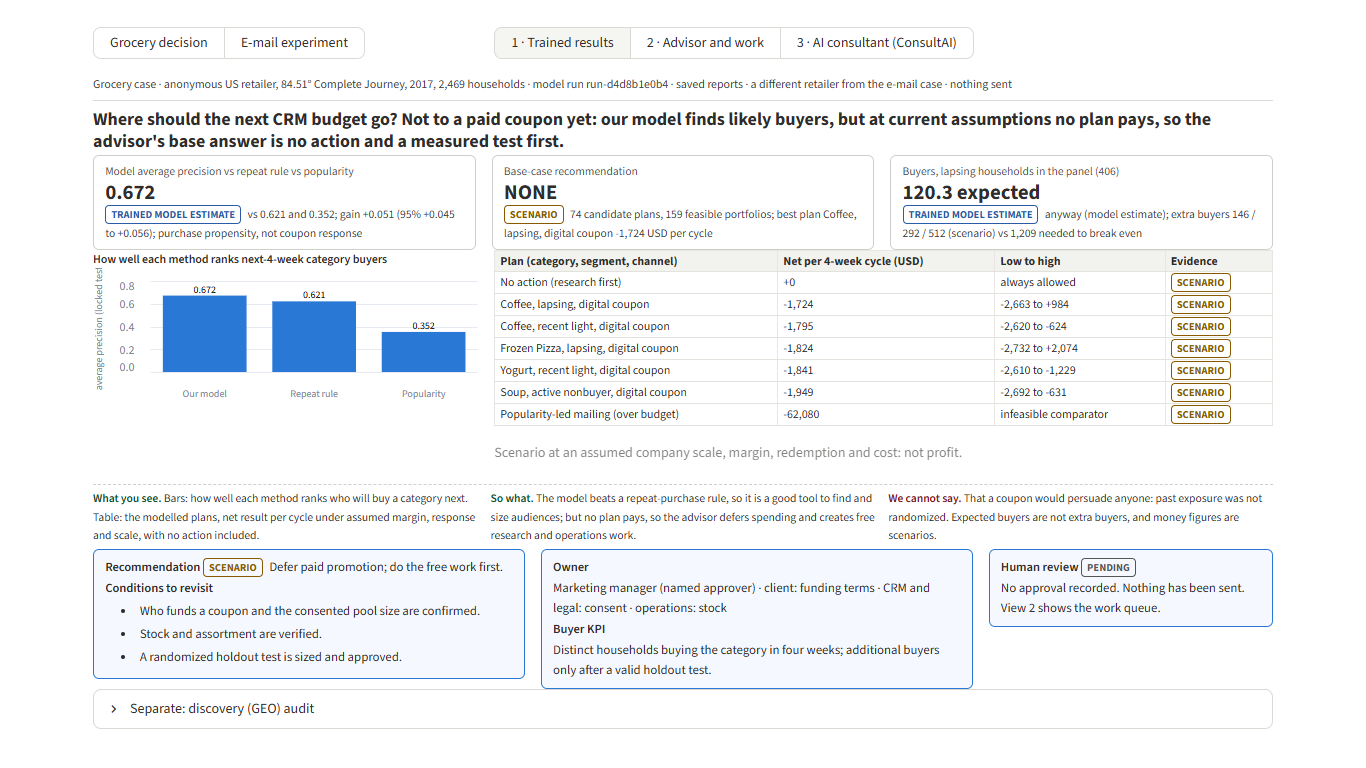 Grocery decision
E-mail experiment
1 · Trained results
2 · Advisor and work
3 · AI consultant (ConsultAI)
Grocery case · anonymous US retailer, 84.51° Complete Journey, 2017, 2,469 households · model run run-d4d8b1e0b4 · saved reports · a different retailer from the e-mail case · nothing sent
Where should the next CRM budget go? Not to a paid coupon yet: our model finds likely buyers, but at current assumptions no plan pays, so the
advisor's base answer is no action and a measured test first.
Model average precision vs repeat rule vs popularity
0.672
TRAINED MODEL ESTIMATE vs 0.621 and 0.352; gain +0.051 (95% +0.045
to +0.056); purchase propensity, not coupon response
Base-case recommendation
NONE
SCENARIO 74 candidate plans, 159 feasible portfolios; best plan Coffee,
lapsing, digital coupon -1,724 USD per cycle
Buyers, lapsing households in the panel (406)
120.3 expected
TRAINED MODEL ESTIMATE anyway (model estimate); extra buyers 146 /
292 / 512 (scenario) vs 1,209 needed to break even
How well each method ranks next-4-week category buyers
average precision (locked test
0.8
0.6
0.4
0.2
0.0
0.672
0.621
0.352
Our model
Repeat rule
Popularity
Plan (category, segment, channel) Net per 4-week cycle (USD) Low to high Evidence
No action (research first) +0 always allowed SCENARIO
Coffee, lapsing, digital coupon -1,724 -2,663 to +984 SCENARIO
Coffee, recent light, digital coupon -1,795 -2,620 to -624 SCENARIO
Frozen Pizza, lapsing, digital coupon -1,824 -2,732 to +2,074 SCENARIO
Yogurt, recent light, digital coupon -1,841 -2,610 to -1,229 SCENARIO
Soup, active nonbuyer, digital coupon -1,949 -2,692 to -631 SCENARIO
Popularity-led mailing (over budget) -62,080 infeasible comparator SCENARIO
Scenario at an assumed company scale, margin, redemption and cost: not profit.
What you see. Bars: how well each method ranks who will buy a category next.
Table: the modelled plans, net result per cycle under assumed margin, response
and scale, with no action included.
So what. The model beats a repeat-purchase rule, so it is a good tool to find and
size audiences; but no plan pays, so the advisor defers spending and creates free
research and operations work.
We cannot say. That a coupon would persuade anyone: past exposure was not
randomized. Expected buyers are not extra buyers, and money figures are
scenarios.
Recommendation SCENARIO Defer paid promotion; do the free work first.
Conditions to revisit
• Who funds a coupon and the consented pool size are confirmed.
• Stock and assortment are verified.
• A randomized holdout test is sized and approved.
Owner
Marketing manager (named approver) · client: funding terms · CRM and
legal: consent · operations: stock
Buyer KPI
Distinct households buying the category in four weeks; additional buyers
only after a valid holdout test.
Human review PENDING
No approval recorded. Nothing has been sent.
View 2 shows the work queue.
Separate: discovery (GEO) audit